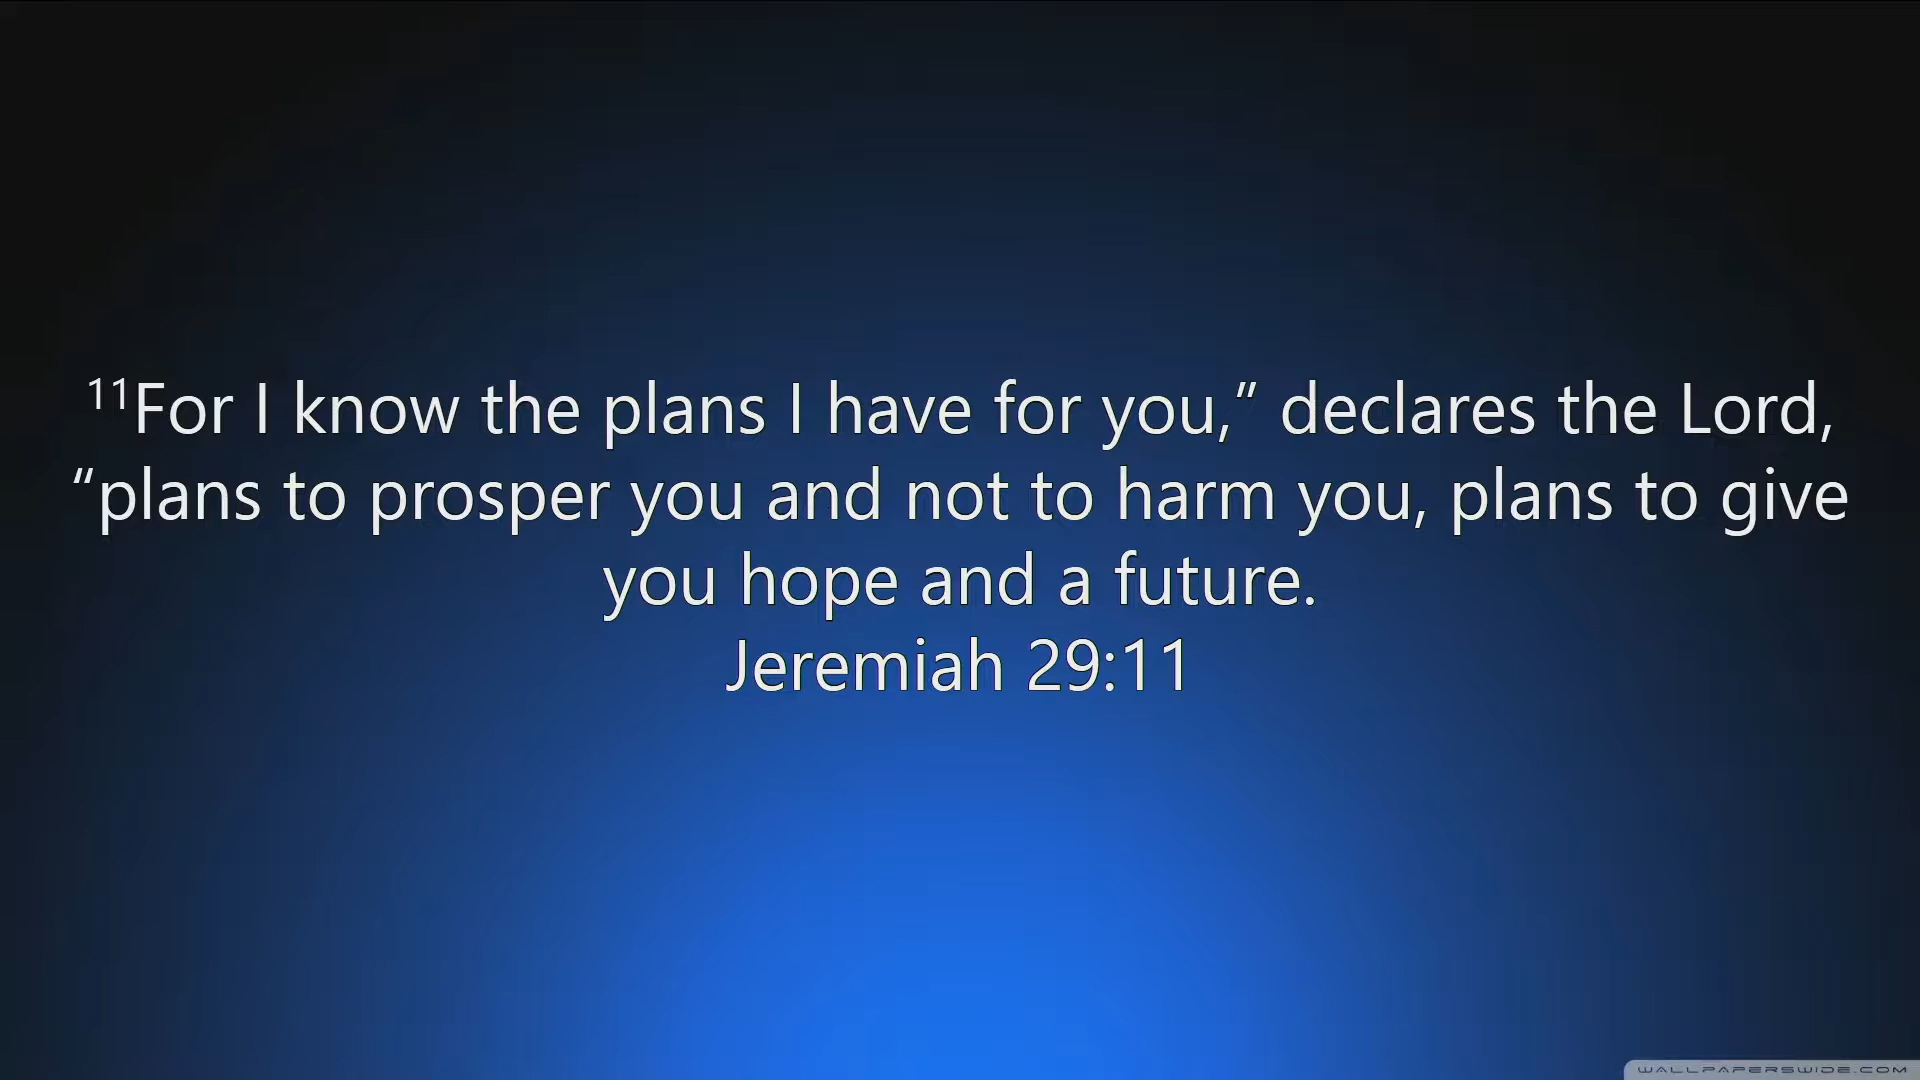 ¹¹For I know the plans I have for you,” declares the Lord,
“plans to prosper you and not to harm you, plans to give
you hope and a future.
Jeremiah 29:11
WALLPAPERSWIDE.COM